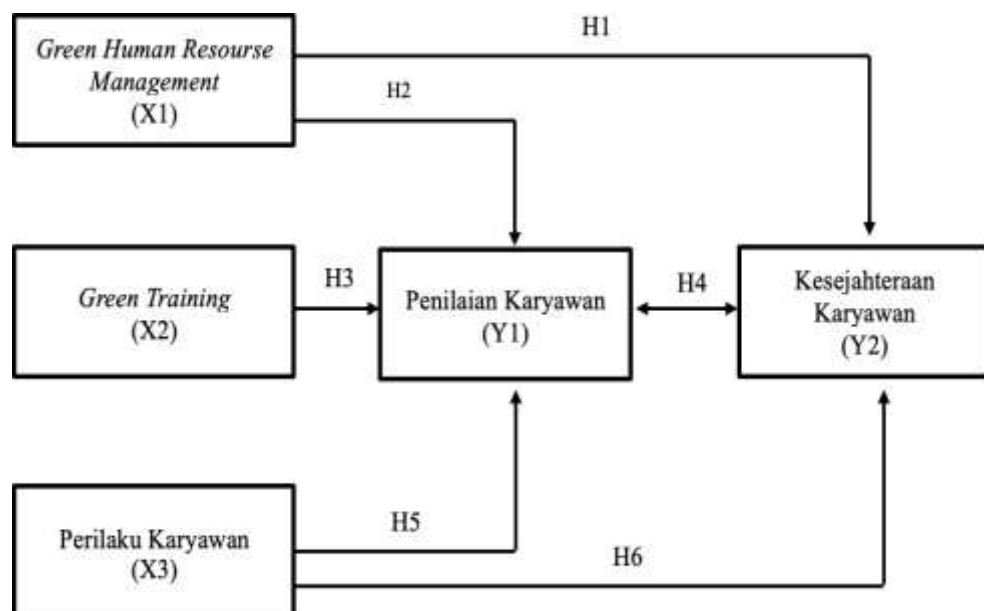 Green Human Resourse
Management
(X1)
H1
H2
Green Training
(X2)
H3
Penilaian Karyawan
(Y1)
H4
Kesejahteraan
Karyawan
(Y2)
Perilaku Karyawan
(X3)
H5
H6